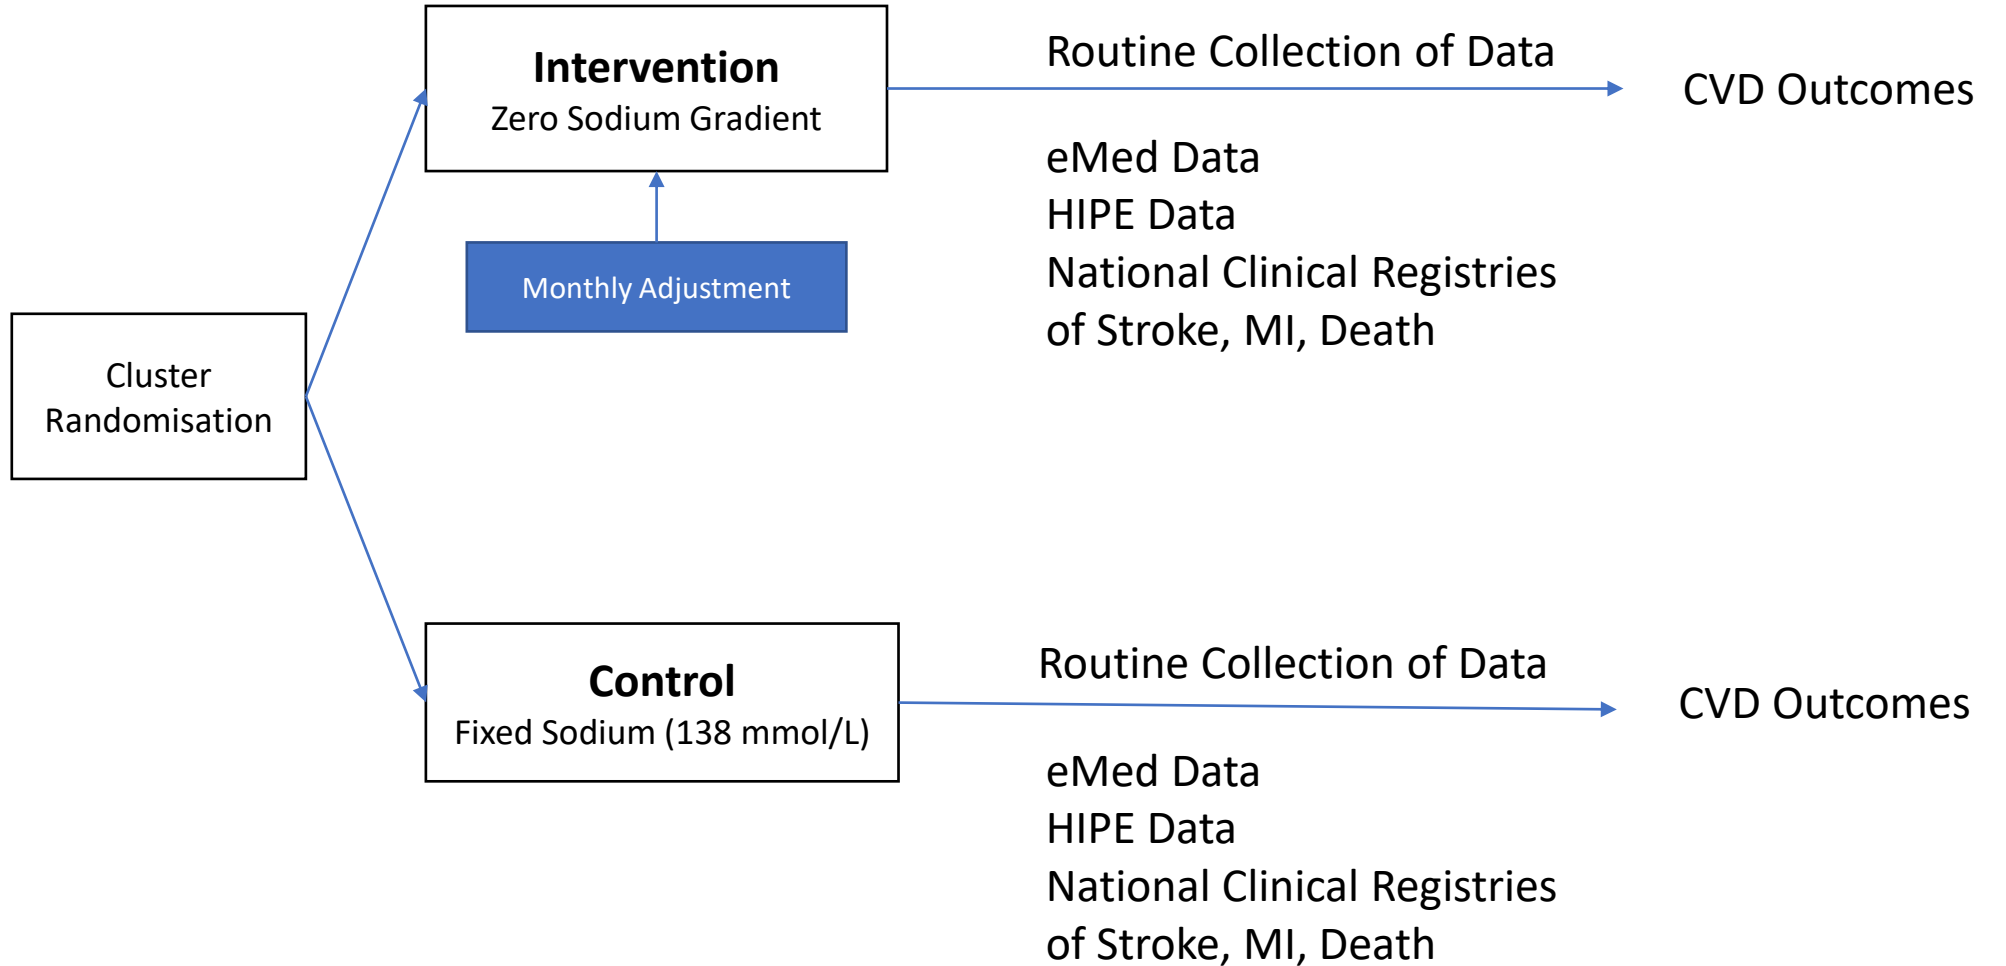 Intervention
Zero Sodium Gradient
Routine Collection of Data
CVD Outcomes
eMed Data
HIPE Data
National Clinical Registries
of Stroke, MI, Death
Monthly Adjustment
Cluster
Randomisation
Control
Fixed Sodium (138 mmol/L)
Routine Collection of Data
CVD Outcomes
eMed Data
HIPE Data
National Clinical Registries
of Stroke, MI, Death